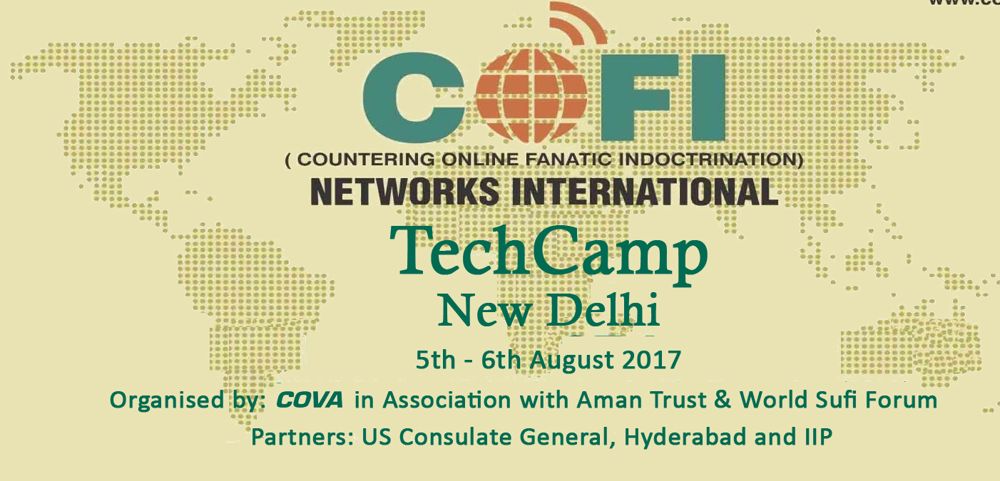 www.co
COFI
( COUNTERING ONLINE FANATIC INDOCTRINATION)
NETWORKS INTERNATIONAL
TechCamp
New Delhi
5th - 6th August 2017
Organised by: COVA in Association with Aman Trust & World Sufi Forum
Partners: US Consulate General, Hyderabad and IIP